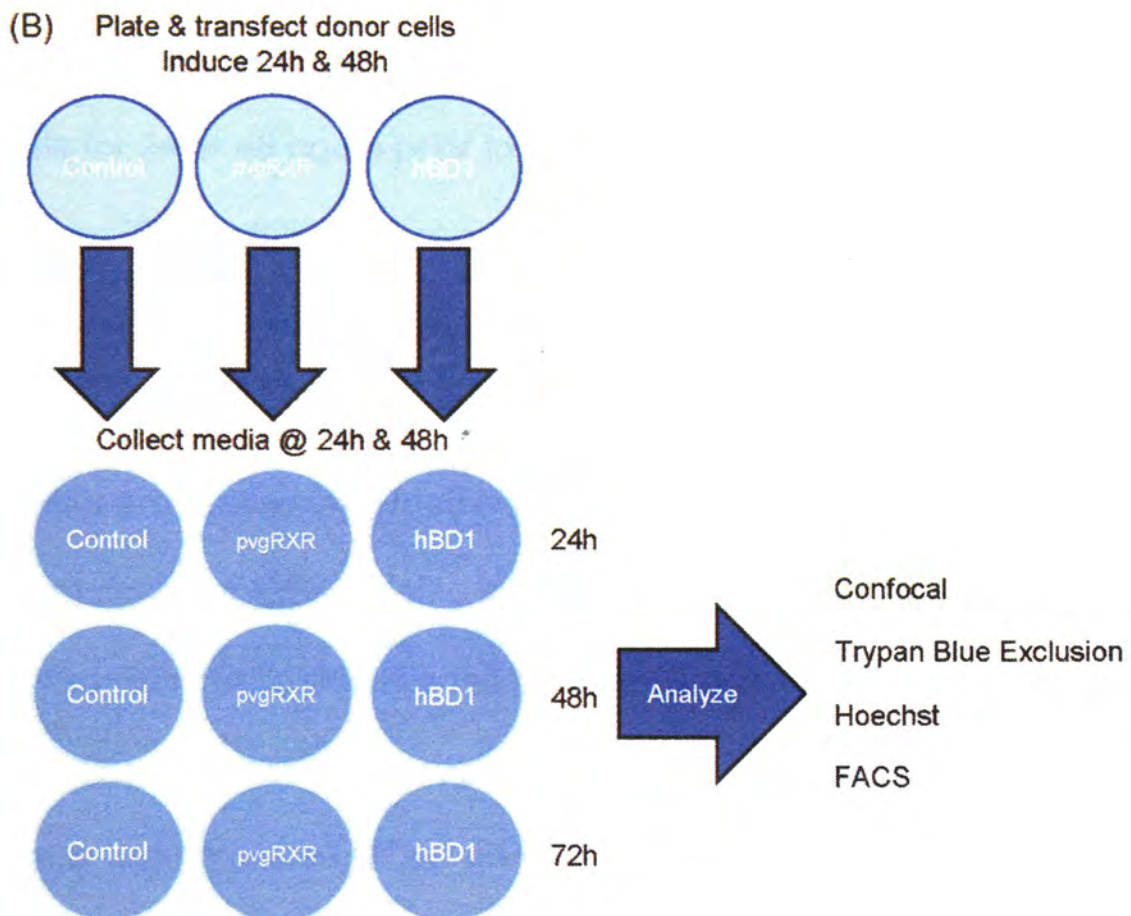 (B) Plate & transfect donor cells
Induce 24h & 48h
Control pvgRXR hBD1
Collect media @ 24h & 48h
Control pvgRXR hBD1 24h
Control pvgRXR hBD1 48h
Control pvgRXR hBD1 72h
Analyze
Confocal
Trypan Blue Exclusion
Hoechst
FACS